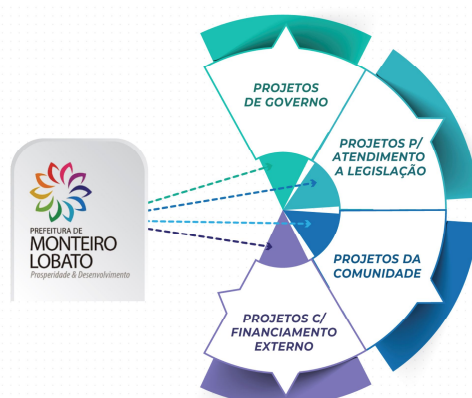 PROJETOS
DE GOVERNO
PROJETOS P/
ATENDIMENTO
A LEGISLAÇÃO
PREFEITURA DE
MONTEIRO
LOBATO
Prosperidade & Desenvolvimento
PROJETOS DA
COMUNIDADE
PROJETOS C/
FINANCIAMENTO
EXTERNO